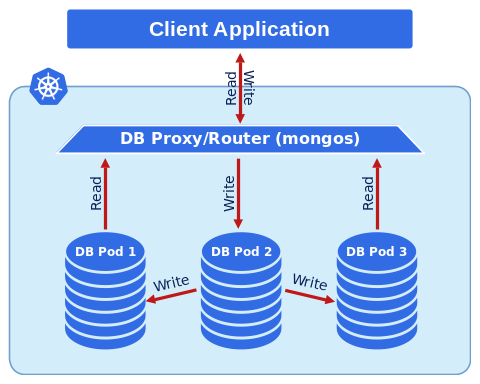 Client Application
Read
Write
DB Proxy/Router (mongos)
Read
Write
Read
DB Pod 1
DB Pod 2
DB Pod 3
Write
Write